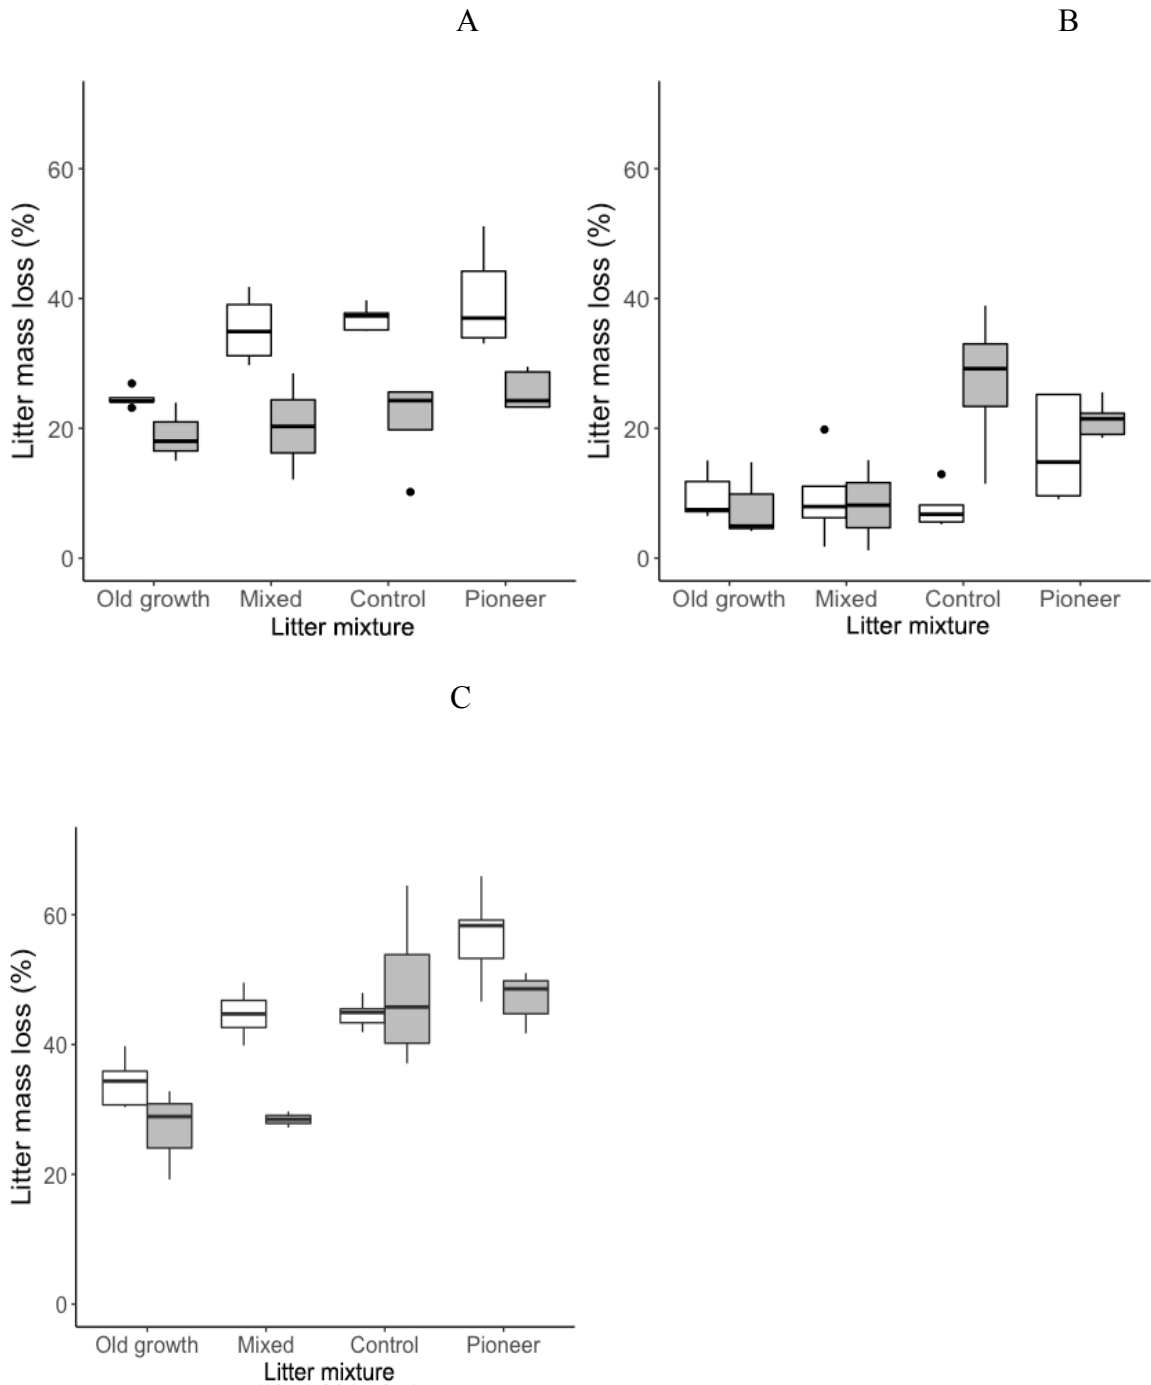 A
B
Litter mass loss (%)
60
40
20
0
Old growth Mixed Control Pioneer
Litter mixture
Litter mass loss (%)
60
40
20
0
Old growth Mixed Control Pioneer
Litter mixture
C
Litter mass loss (%)
60
40
20
0
Old growth Mixed Control Pioneer
Litter mixture